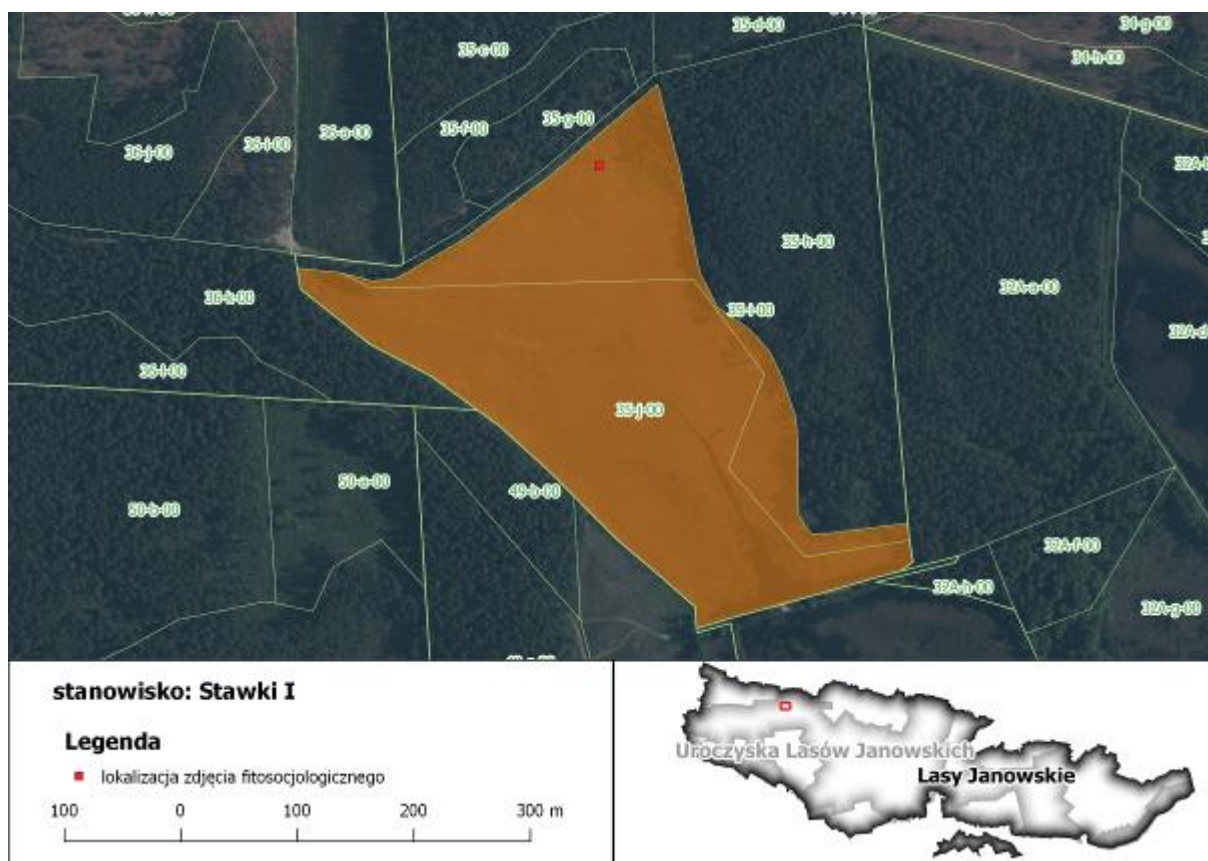 35-c-00
35-d-00
34-g-00
34-h-00
36-j-00
36-i-00
36-a-00
35-f-00
35-g-00
35-h-00
32A-a-00
36-k-00
35-i-00
36-l-00
35-j-00
50-b-00
50-a-00
49-b-00
32A-f-00
32A-h-00
32A-g-00
stanowisko: Stawki I
Legenda
lokalizacja zdjęcia fitosocjologicznego
100 0 100 200 300 m
Uroczyska Lasów Janowskich
Lasy Janowskie